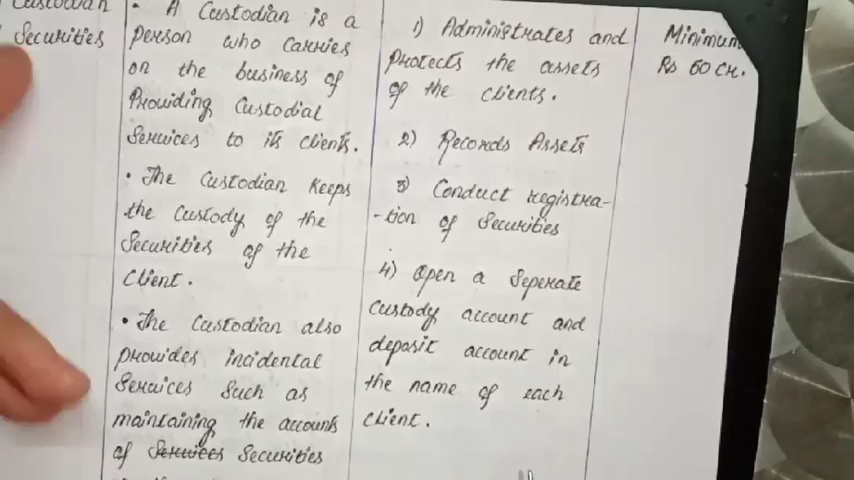 Custodian
Securities
• A Custodian is a
Person who Carries
on the business of
Providing Custodial
Services to its Clients.
• The Custodian Keeps
the Custody of the
Securities of the
Client.
• The Custodian also
provides incidental
Services Such as
maintaining the accounts
of Services Securities
1) Administrates and
Protects the assets
of the clients.
2) Records Assets
3) Conduct registra-
-tion of Securities
4) Open a Seperate
Custody account and
deposit account in
the name of each
client.
Minimum
Rs 50 Cr.